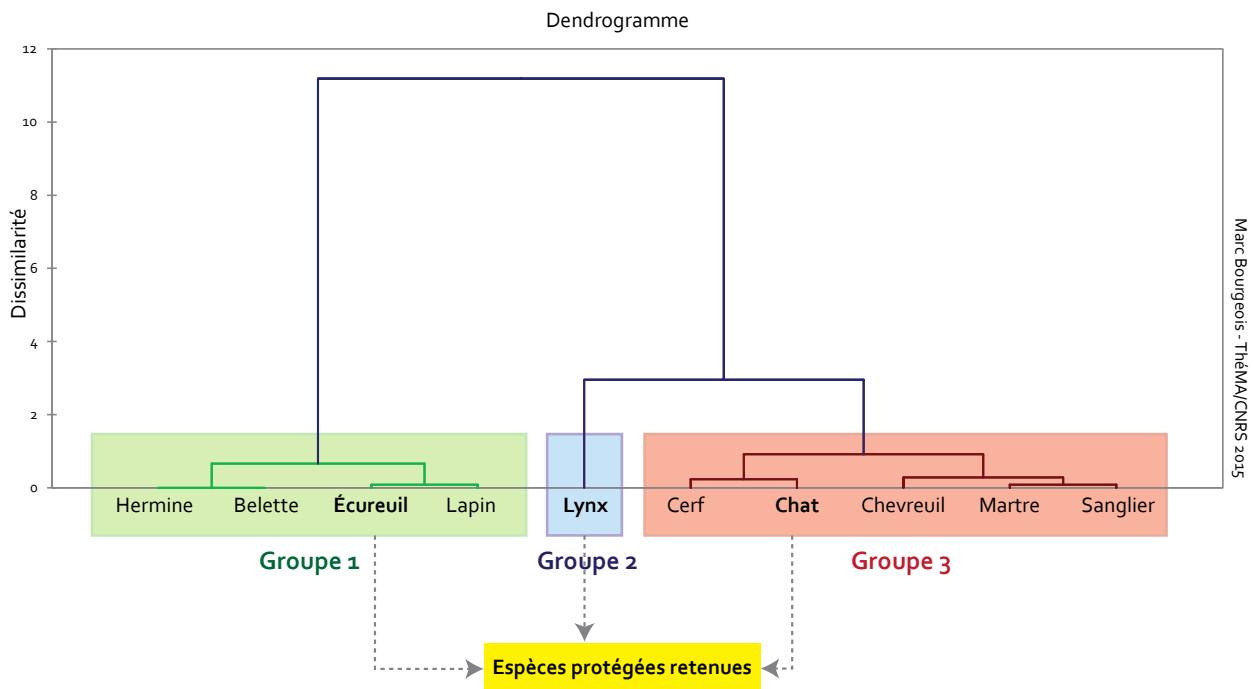 Dendrogramme
12
10
8
6
4
2
0
Dissimilarité
Marc Bourgeois - ThéMA/CNRS 2015
Hermine Belette Écureuil Lapin Lynx Cerf Chat Chevreuil Martre Sanglier
Groupe 1 Groupe 2 Groupe 3
Espèces protégées retenues